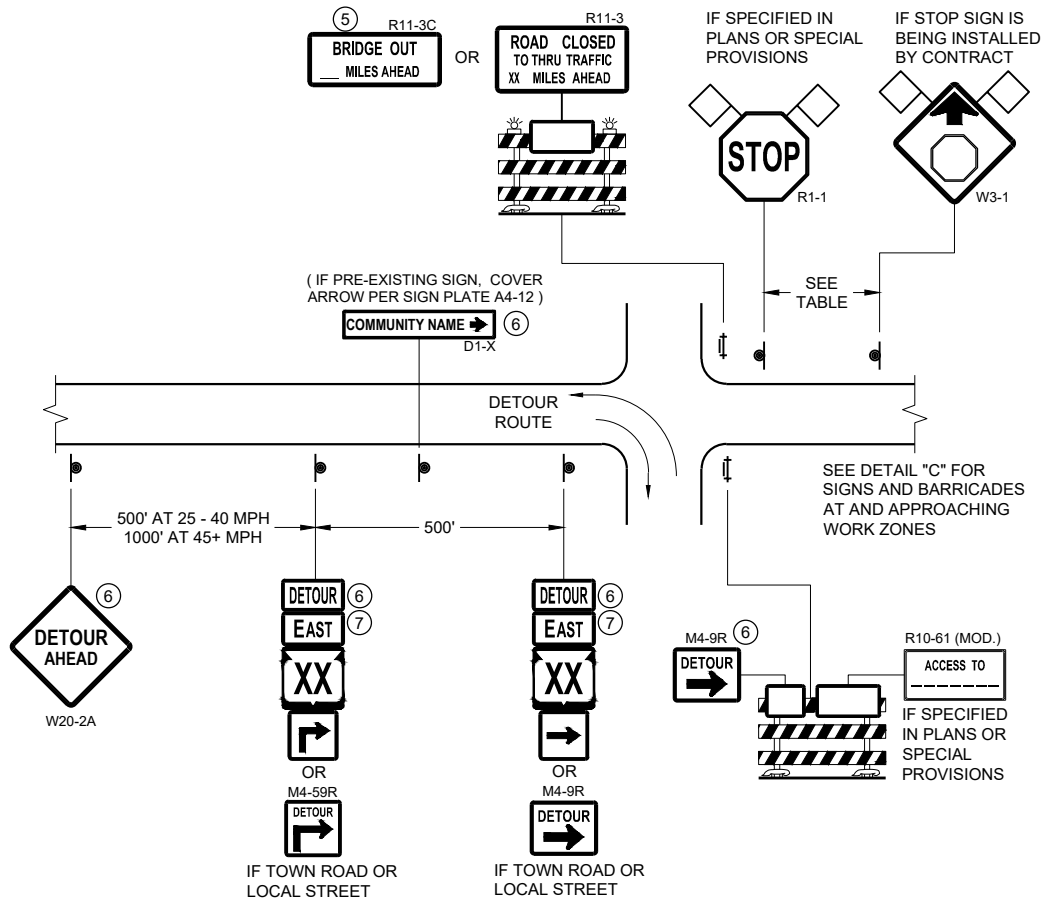 5
R11-3C
BRIDGE OUT
___ MILES AHEAD
OR
R11-3
ROAD CLOSED
TO THRU TRAFFIC
XX MILES AHEAD
IF SPECIFIED IN
PLANS OR SPECIAL
PROVISIONS
IF STOP SIGN IS
BEING INSTALLED
BY CONTRACT
STOP
R1-1
W3-1
SEE
TABLE
( IF PRE-EXISTING SIGN, COVER
ARROW PER SIGN PLATE A4-12 )
COMMUNITY NAME
6
D1-X
DETOUR
ROUTE
SEE DETAIL "C" FOR
SIGNS AND BARRICADES
AT AND APPROACHING
WORK ZONES
500' AT 25 - 40 MPH
1000' AT 45+ MPH
500'
6
DETOUR
AHEAD
W20-2A
DETOUR
6
EAST
7
XX
OR
M4-59R
DETOUR
IF TOWN ROAD OR
LOCAL STREET
DETOUR
6
EAST
7
XX
OR
M4-9R
DETOUR
IF TOWN ROAD OR
LOCAL STREET
M4-9R
6
DETOUR
R10-61 (MOD.)
ACCESS TO
_ _ _ _ _ _ _
IF SPECIFIED
IN PLANS OR
SPECIAL
PROVISIONS